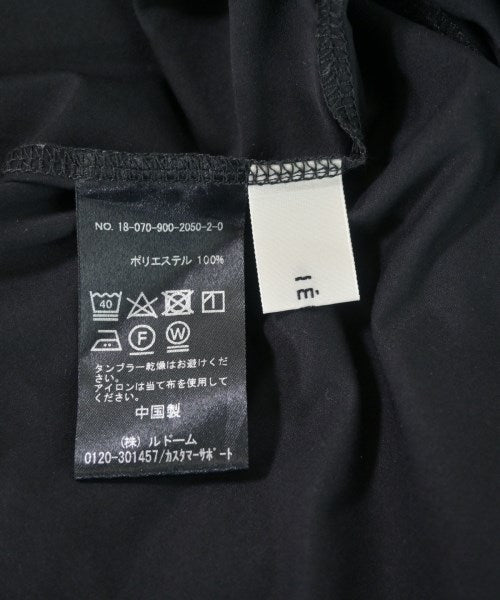 NO. 18-070-900-2050-2-0
ポリエステル 100%
40
F W
タンブラー乾燥はお避けくだ
さい。
アイロンは当て布を使用して
ください。
中国製
(株) ルドーム
0120-301457/カスタマーサポート